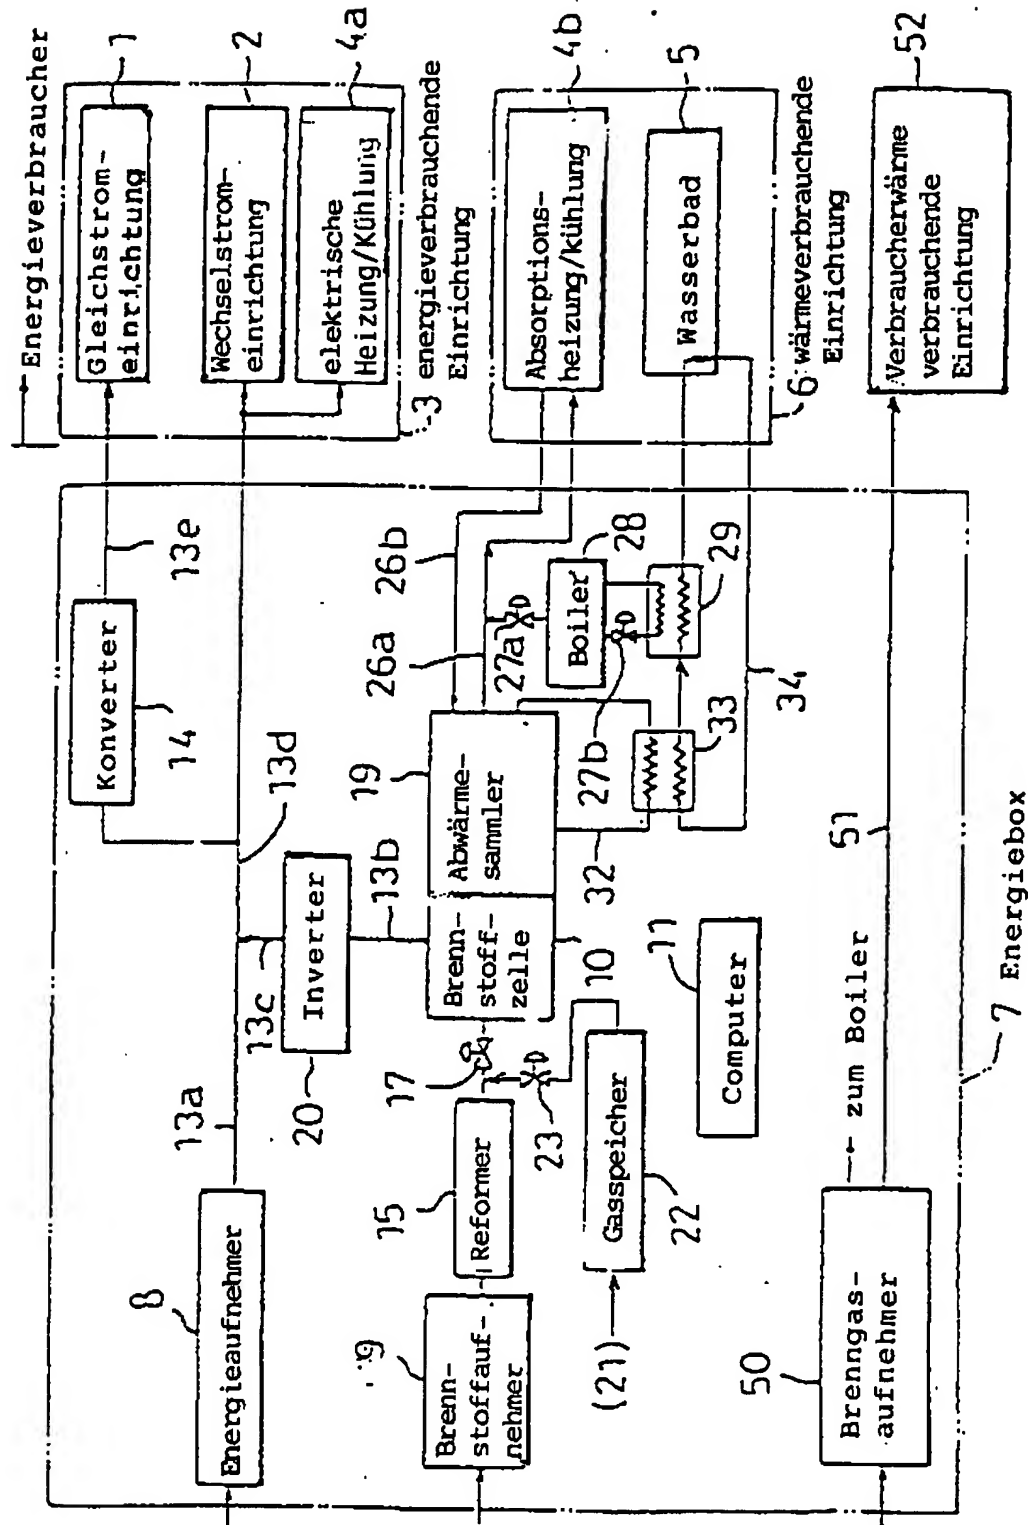 Energieverbraucher
Gleichstrom-
einrichtung
1
Wechselstrom-
einrichtung
2
elektrische
Heizung/Kühlung
4a
3 energieverbrauchende
Einrichtung
Absorptions-
heizung/kühlung
4b
Wasserbad
5
6 wärmeverbrauchende
Einrichtung
Verbraucherwärme
verbrauchende
Einrichtung
52
Konverter
14
13e
13d
13a
13c
Inverter
20
13b
8
Energieaufnehmer
9
Brenn-
stoffauf-
nehmer
15
Reformer
17
23
Gasspeicher
22
(21)
Brenn-
stoff-
zelle
10
19
Abwärme-
sammler
26a
26b
27a
Boiler
28
27b
29
33
32
34
Computer
11
50
Brenngas-
aufnehmer
zum Boiler
51
7 Energiebox